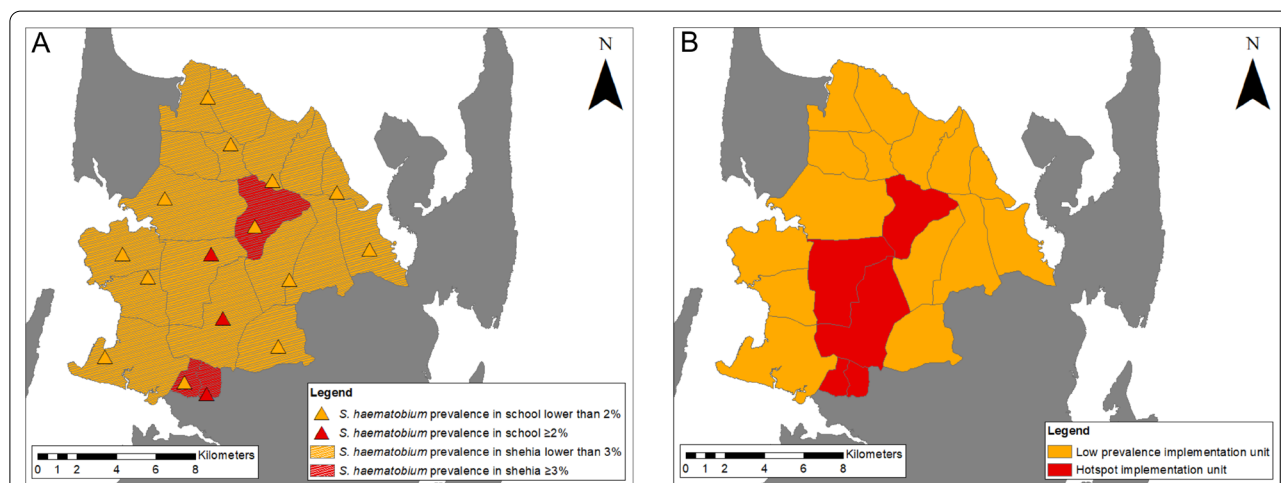 A
N
Legend
S. haematobium prevalence in school lower than 2%
S. haematobium prevalence in school ≥2%
S. haematobium prevalence in shehia lower than 3%
S. haematobium prevalence in shehia ≥3%
Kilometers
0 1 2 4 6 8
B
N
Legend
Low prevalence implementation unit
Hotspot implementation unit
Kilometers
0 1 2 4 6 8